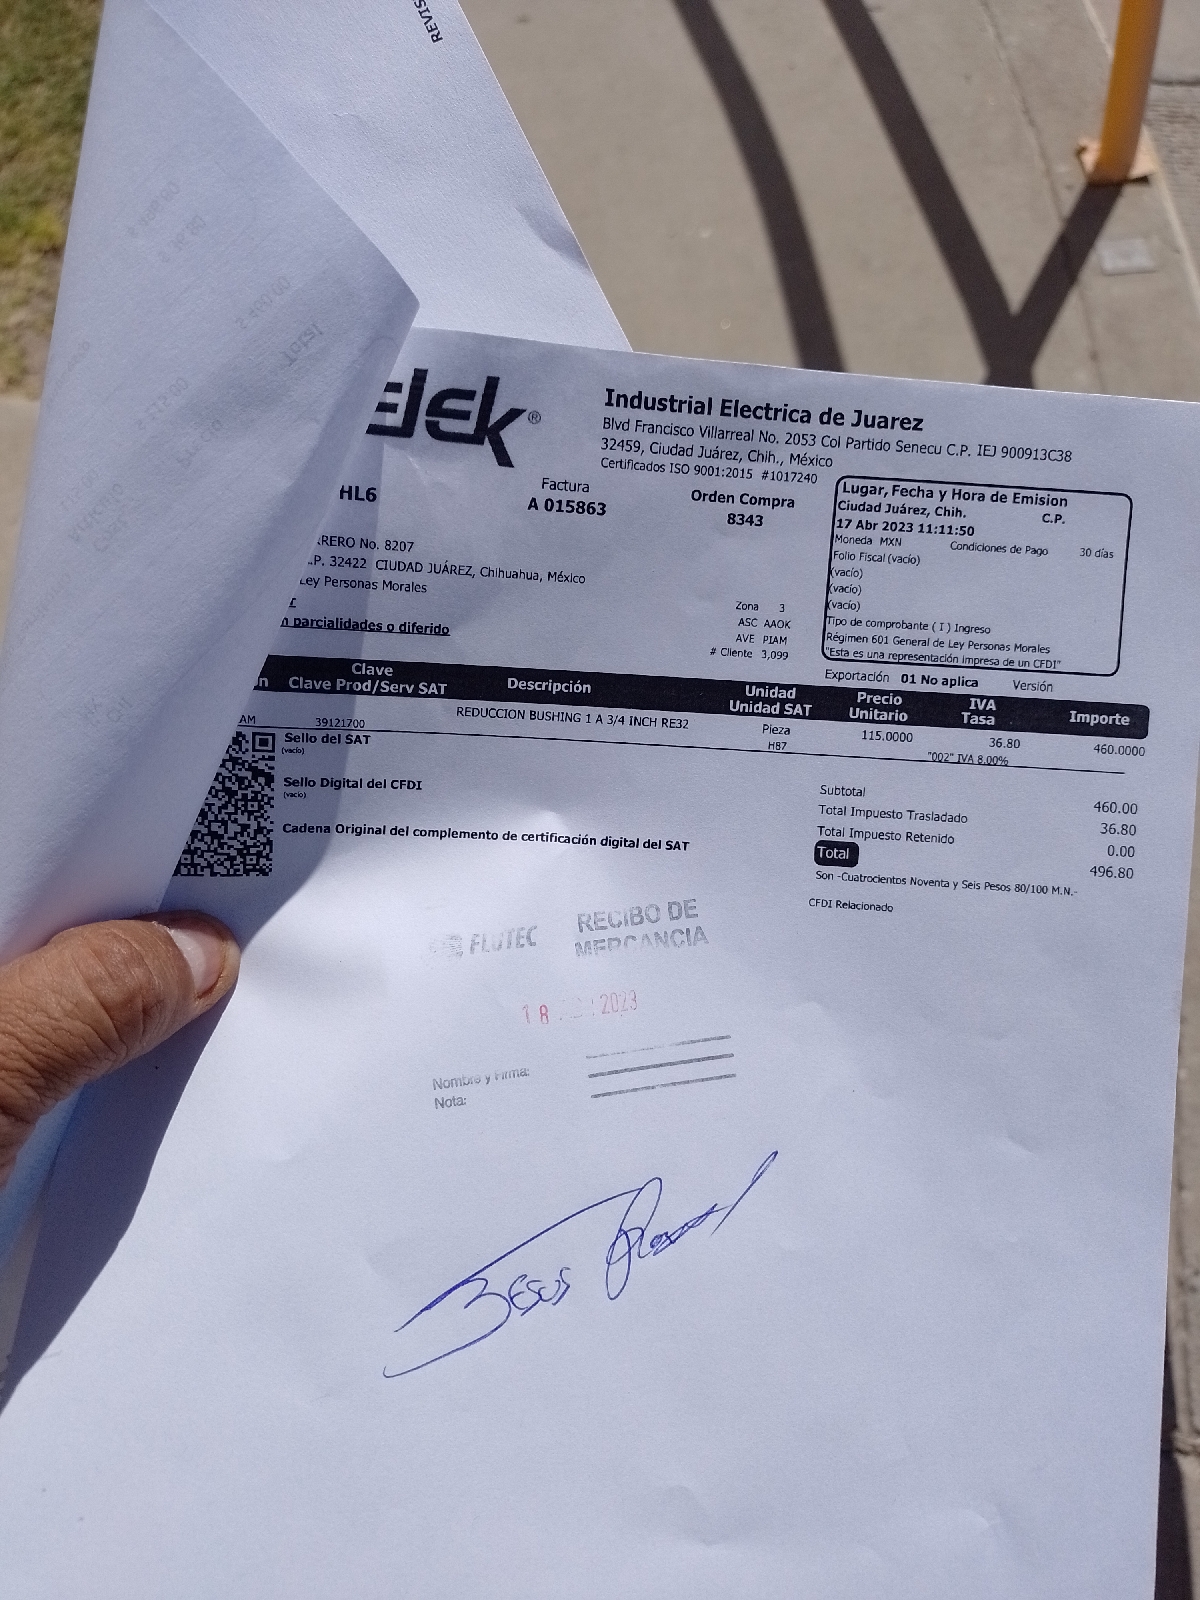 REVIS
elek®
Industrial Electrica de Juarez
Blvd Francisco Villarreal No. 2053 Col Partido Senecu C.P. IEJ 900913C38
32459, Ciudad Juárez, Chih., México
Certificados ISO 9001:2015 #1017240
HL6
Factura
A 015863
Orden Compra
8343
Lugar, Fecha y Hora de Emision
Ciudad Juárez, Chih. C.P.
17 Abr 2023 11:11:50
Moneda MXN Condiciones de Pago 30 días
Folio Fiscal (vacío)
(vacío)
(vacío)
(vacío)
Tipo de comprobante ( I ) Ingreso
Régimen 601 General de Ley Personas Morales
"Esta es una representación impresa de un CFDI"
RERO No. 8207
.P. 32422 CIUDAD JUÁREZ, Chihuahua, México
Ley Personas Morales
n parcialidades o diferido
Zona 3
ASC AAOK
AVE PIAM
# Cliente 3,099
Exportación 01 No aplica Versión
n Clave
Clave Prod/Serv SAT
Descripción
Unidad
Unidad SAT
Precio
Unitario
IVA
Tasa
Importe
AM 39121700 REDUCCION BUSHING 1 A 3/4 INCH RE32 Pieza 115.0000 36.80 460.0000
H87 "002" IVA 8.00%
Sello del SAT
(vacío)
Sello Digital del CFDI
(vacío)
Cadena Original del complemento de certificación digital del SAT
Subtotal 460.00
Total Impuesto Trasladado 36.80
Total Impuesto Retenido 0.00
Total 496.80
Son -Cuatrocientos Noventa y Seis Pesos 80/100 M.N.-
CFDI Relacionado
FLUTEC RECIBO DE
MERCANCIA
18 2023
Nombre y Firma:
Nota:
Jesus